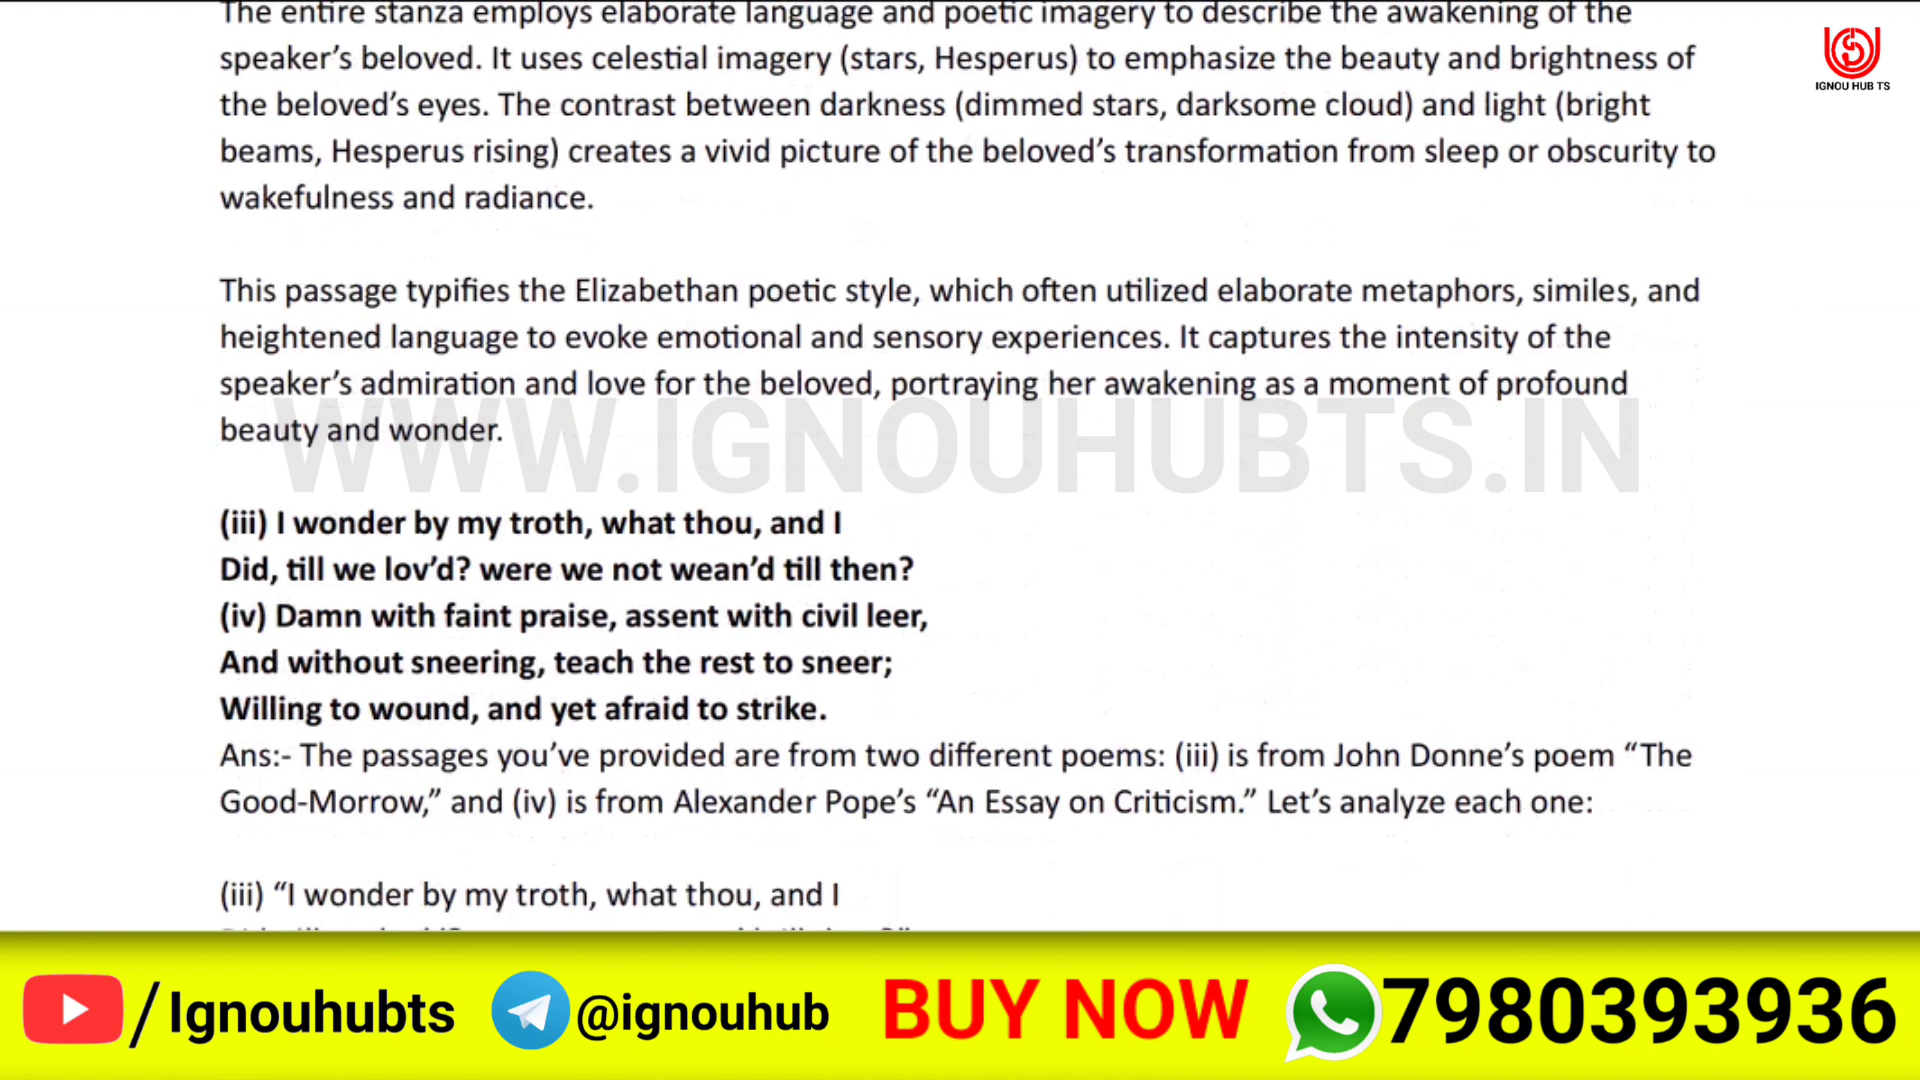 The entire stanza employs elaborate language and poetic imagery to describe the awakening of the
speaker’s beloved. It uses celestial imagery (stars, Hesperus) to emphasize the beauty and brightness of
the beloved’s eyes. The contrast between darkness (dimmed stars, darksome cloud) and light (bright
beams, Hesperus rising) creates a vivid picture of the beloved’s transformation from sleep or obscurity to
wakefulness and radiance.
IGNOU HUB TS
This passage typifies the Elizabethan poetic style, which often utilized elaborate metaphors, similes, and
heightened language to evoke emotional and sensory experiences. It captures the intensity of the
speaker’s admiration and love for the beloved, portraying her awakening as a moment of profound
beauty and wonder.
WWW.IGNOUHUBTS.IN
(iii) I wonder by my troth, what thou, and I
Did, till we lov’d? were we not wean’d till then?
(iv) Damn with faint praise, assent with civil leer,
And without sneering, teach the rest to sneer;
Willing to wound, and yet afraid to strike.
Ans:- The passages you’ve provided are from two different poems: (iii) is from John Donne’s poem “The
Good-Morrow,” and (iv) is from Alexander Pope’s “An Essay on Criticism.” Let’s analyze each one:
(iii) “I wonder by my troth, what thou, and I
/Ignouhubts @ignouhub BUY NOW 7980393936